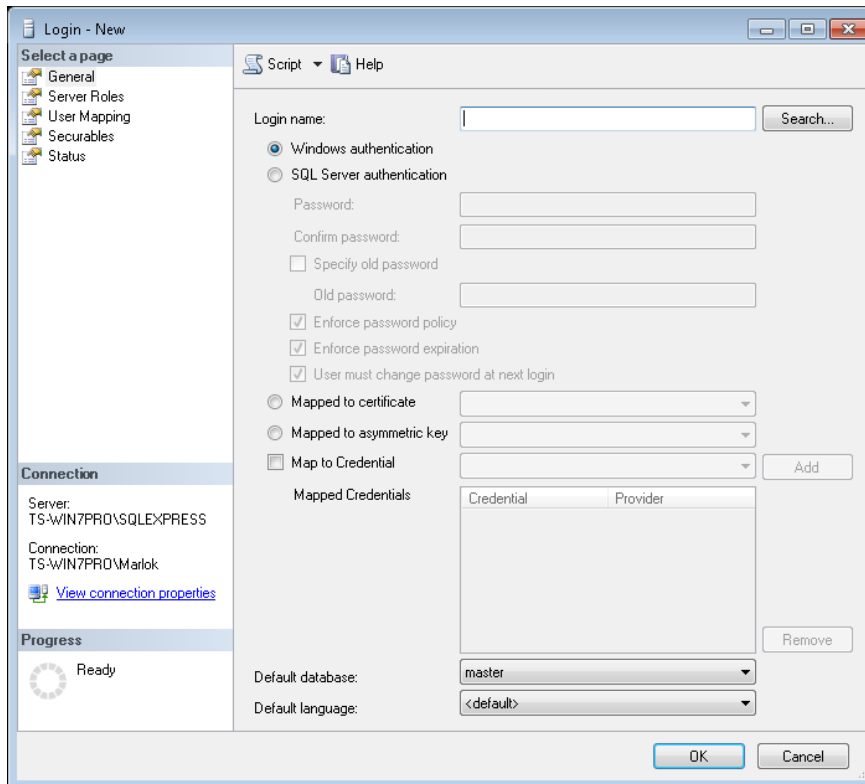 Login - New
Select a page
General
Server Roles
User Mapping
Securables
Status
Connection
Server:
TS-WIN7PRO\SQLEXPRESS
Connection:
TS-WIN7PRO\Marlok
View connection properties
Progress
Ready
Script Help
Login name: Search...
Windows authentication
SQL Server authentication
Password:
Confirm password:
Specify old password
Old password:
Enforce password policy
Enforce password expiration
User must change password at next login
Mapped to certificate
Mapped to asymmetric key
Map to Credential Add
Mapped Credentials Credential Provider
Remove
Default database: master
Default language: <default>
OK Cancel